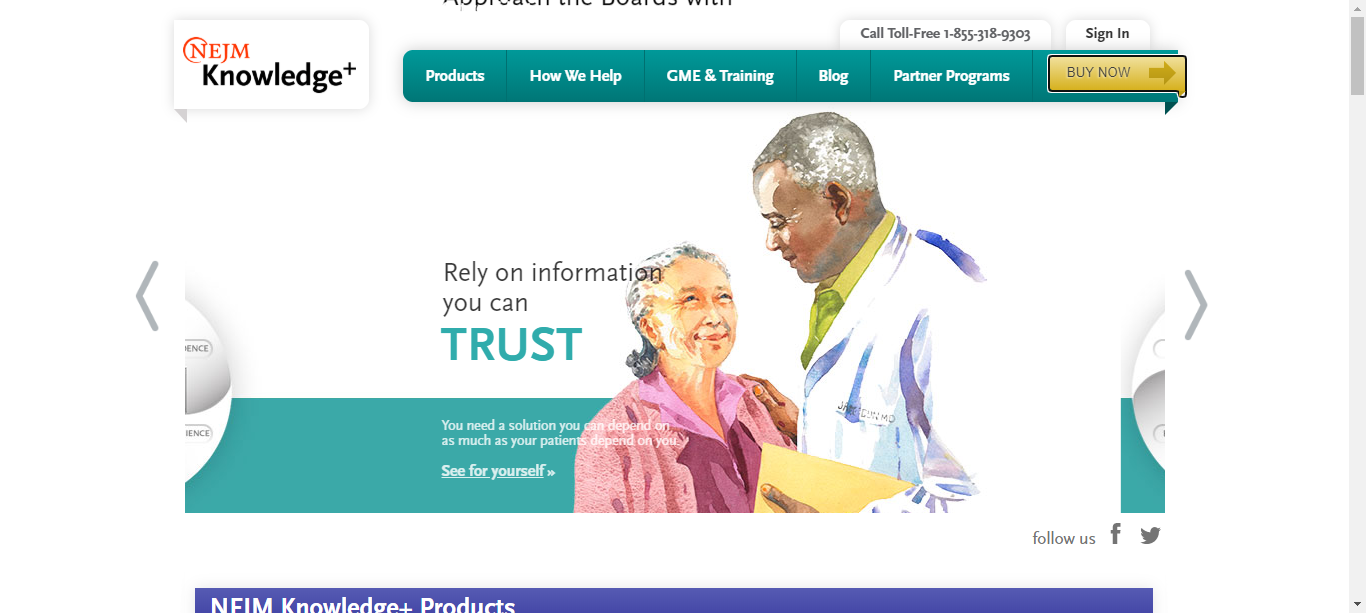 Approach the Boards with
NEJM
Knowledge+
Call Toll-Free 1-855-318-9303
Sign In
Products
How We Help
GME & Training
Blog
Partner Programs
BUY NOW
Rely on information
you can
TRUST
You need a solution you can depend on
as much as your patients depend on you.
See for yourself »
follow us
NEJM Knowledge+ Products